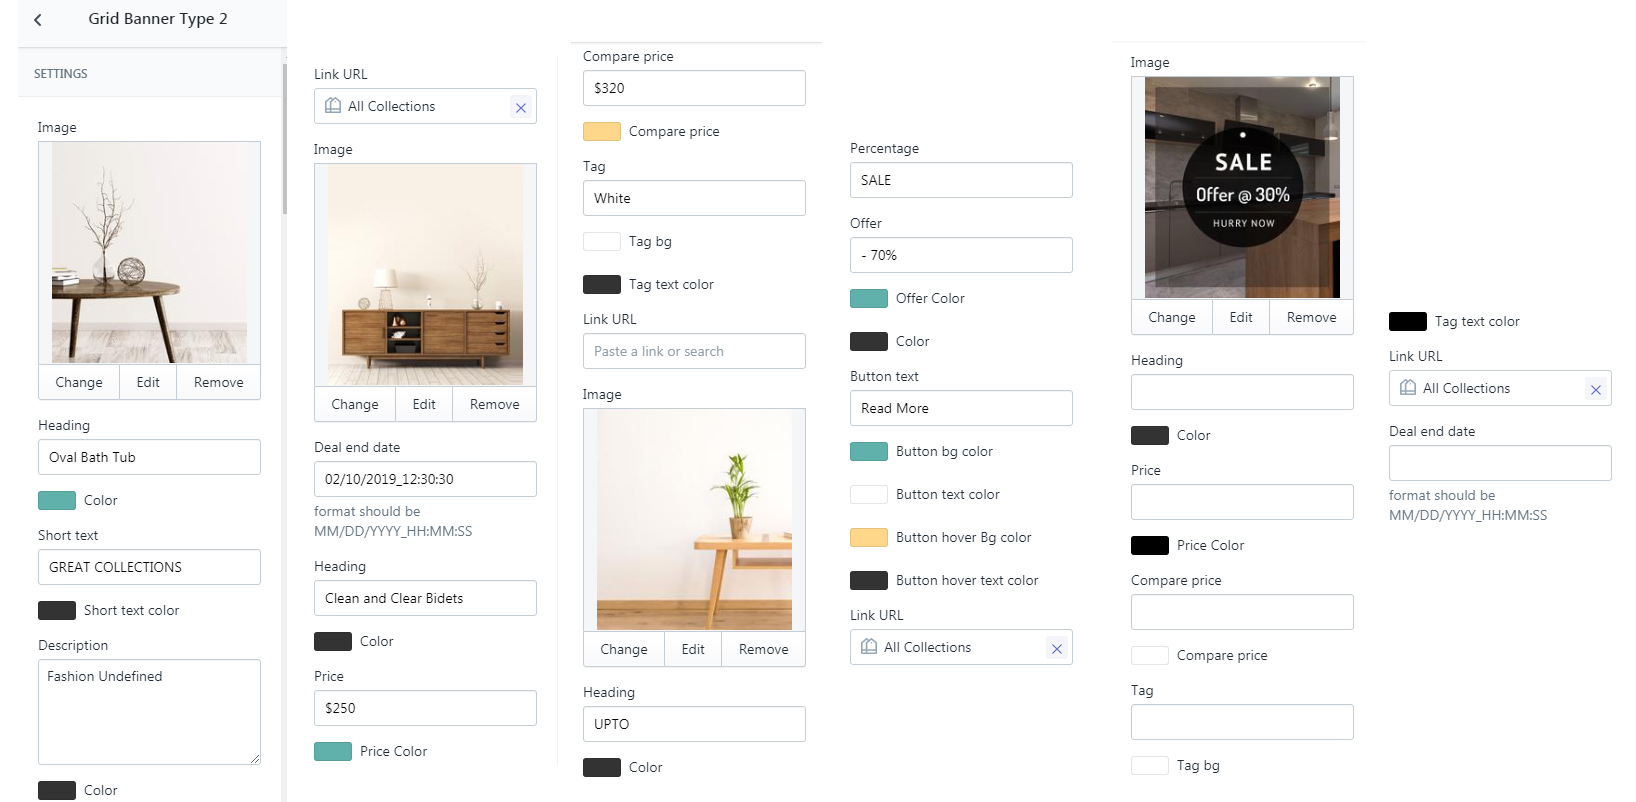 Grid Banner Type 2
SETTINGS
Image
Change
Edit
Remove
Heading
Oval Bath Tub
Color
Short text
GREAT COLLECTIONS
Short text color
Description
Fashion Undefined
Color
Link URL
All Collections
Image
Change
Edit
Remove
Deal end date
02/10/2019_12:30:30
format should be
MM/DD/YYYY_HH:MM:SS
Heading
Clean and Clear Bidets
Color
Price
$250
Price Color
Compare price
$320
Compare price
Tag
White
Tag bg
Tag text color
Link URL
Paste a link or search
Image
Change
Edit
Remove
Heading
UPTO
Color
Percentage
SALE
Offer
- 70%
Offer Color
Color
Button text
Read More
Button bg color
Button text color
Button hover Bg color
Button hover text color
Link URL
All Collections
Image
SALE
Offer @ 30%
HURRY NOW
Change
Edit
Remove
Heading
Color
Price
Price Color
Compare price
Compare price
Tag
Tag bg
Tag text color
Link URL
All Collections
Deal end date
format should be
MM/DD/YYYY_HH:MM:SS